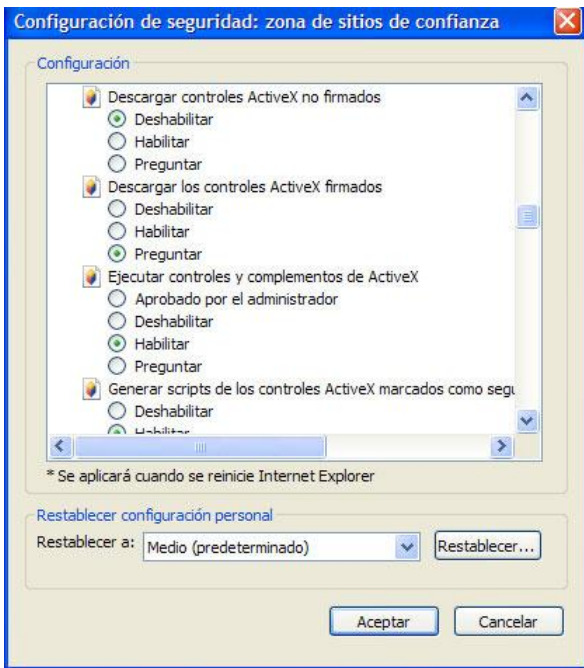 Configuración de seguridad: zona de sitios de confianza
Configuración
Descargar controles ActiveX no firmados
Deshabilitar
Habilitar
Preguntar
Descargar los controles ActiveX firmados
Deshabilitar
Habilitar
Preguntar
Ejecutar controles y complementos de ActiveX
Aprobado por el administrador
Deshabilitar
Habilitar
Preguntar
Generar scripts de los controles ActiveX marcados como segu
Deshabilitar
Habilitar
* Se aplicará cuando se reinicie Internet Explorer
Restablecer configuración personal
Restablecer a: Medio (predeterminado) Restablecer...
Aceptar Cancelar